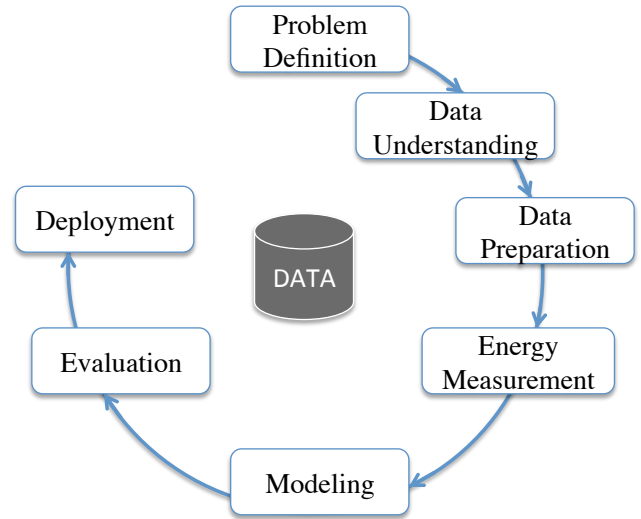 Problem
Definition
Data
Understanding
Data
Preparation
Energy
Measurement
Modeling
Evaluation
Deployment
DATA